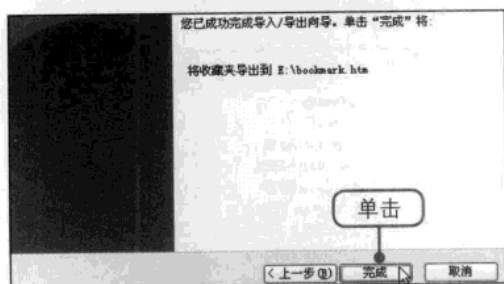 您已成功完成导入/导出向导。单击“完成”将:
将收藏夹导出到 E:\bookmark.htm
单击
< 上一步(B)
完成
取消